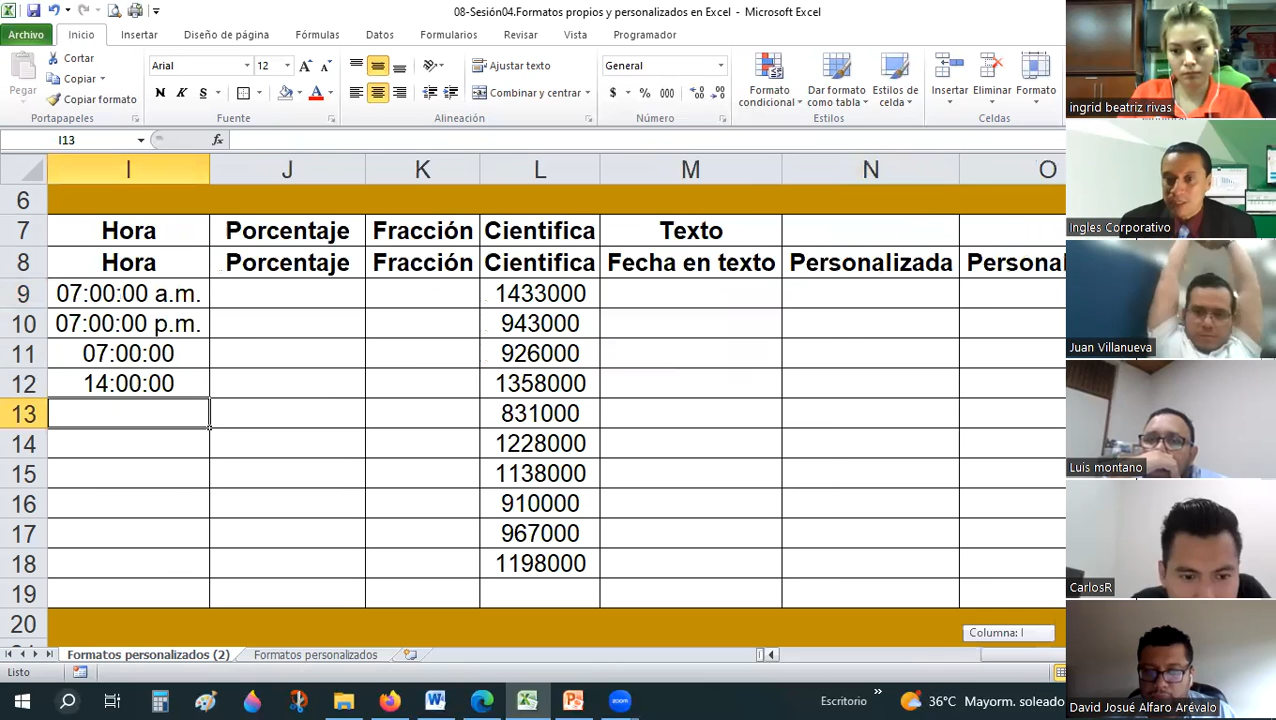 08-Sesión04.Formatos propios y personalizados en Excel - Microsoft Excel
Archivo Inicio Insertar Diseño de página Fórmulas Datos Formularios Revisar Vista Programador
Cortar
Copiar
Copiar formato
Pegar
Portapapeles
Arial 12
N K S
Fuente
Ajustar texto
Combinar y centrar
Alineación
General
$ % 000
Número
Formato condicional
Dar formato como tabla
Estilos de celda
Estilos
Insertar Eliminar Formato
Celdas
I13 fx
I J K L M N O
6
7 Hora Porcentaje Fracción Cientifica Texto
8 Hora Porcentaje Fracción Cientifica Fecha en texto Personalizada Personal
9 07:00:00 a.m. 1433000
10 07:00:00 p.m. 943000
11 07:00:00 926000
12 14:00:00 1358000
13 831000
14 1228000
15 1138000
16 910000
17 967000
18 1198000
19
20
Columna: I
Formatos personalizados (2) Formatos personalizados
Listo
Escritorio » 36°C Mayorm. soleado
zoom
ingrid beatriz rivas
Ingles Corporativo
Juan Villanueva
Luis montano
CarlosR
David Josué Alfaro Arévalo